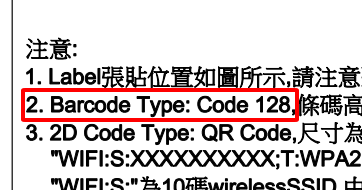 注意:
1. Label張貼位置如圖所示,請注意
2. Barcode Type: Code 128,條碼高
3. 2D Code Type: QR Code,尺寸為
"WIFI:S:XXXXXXXXXX;T:WPA2
"WIFI:S:"為10碼wirelessSSID,中